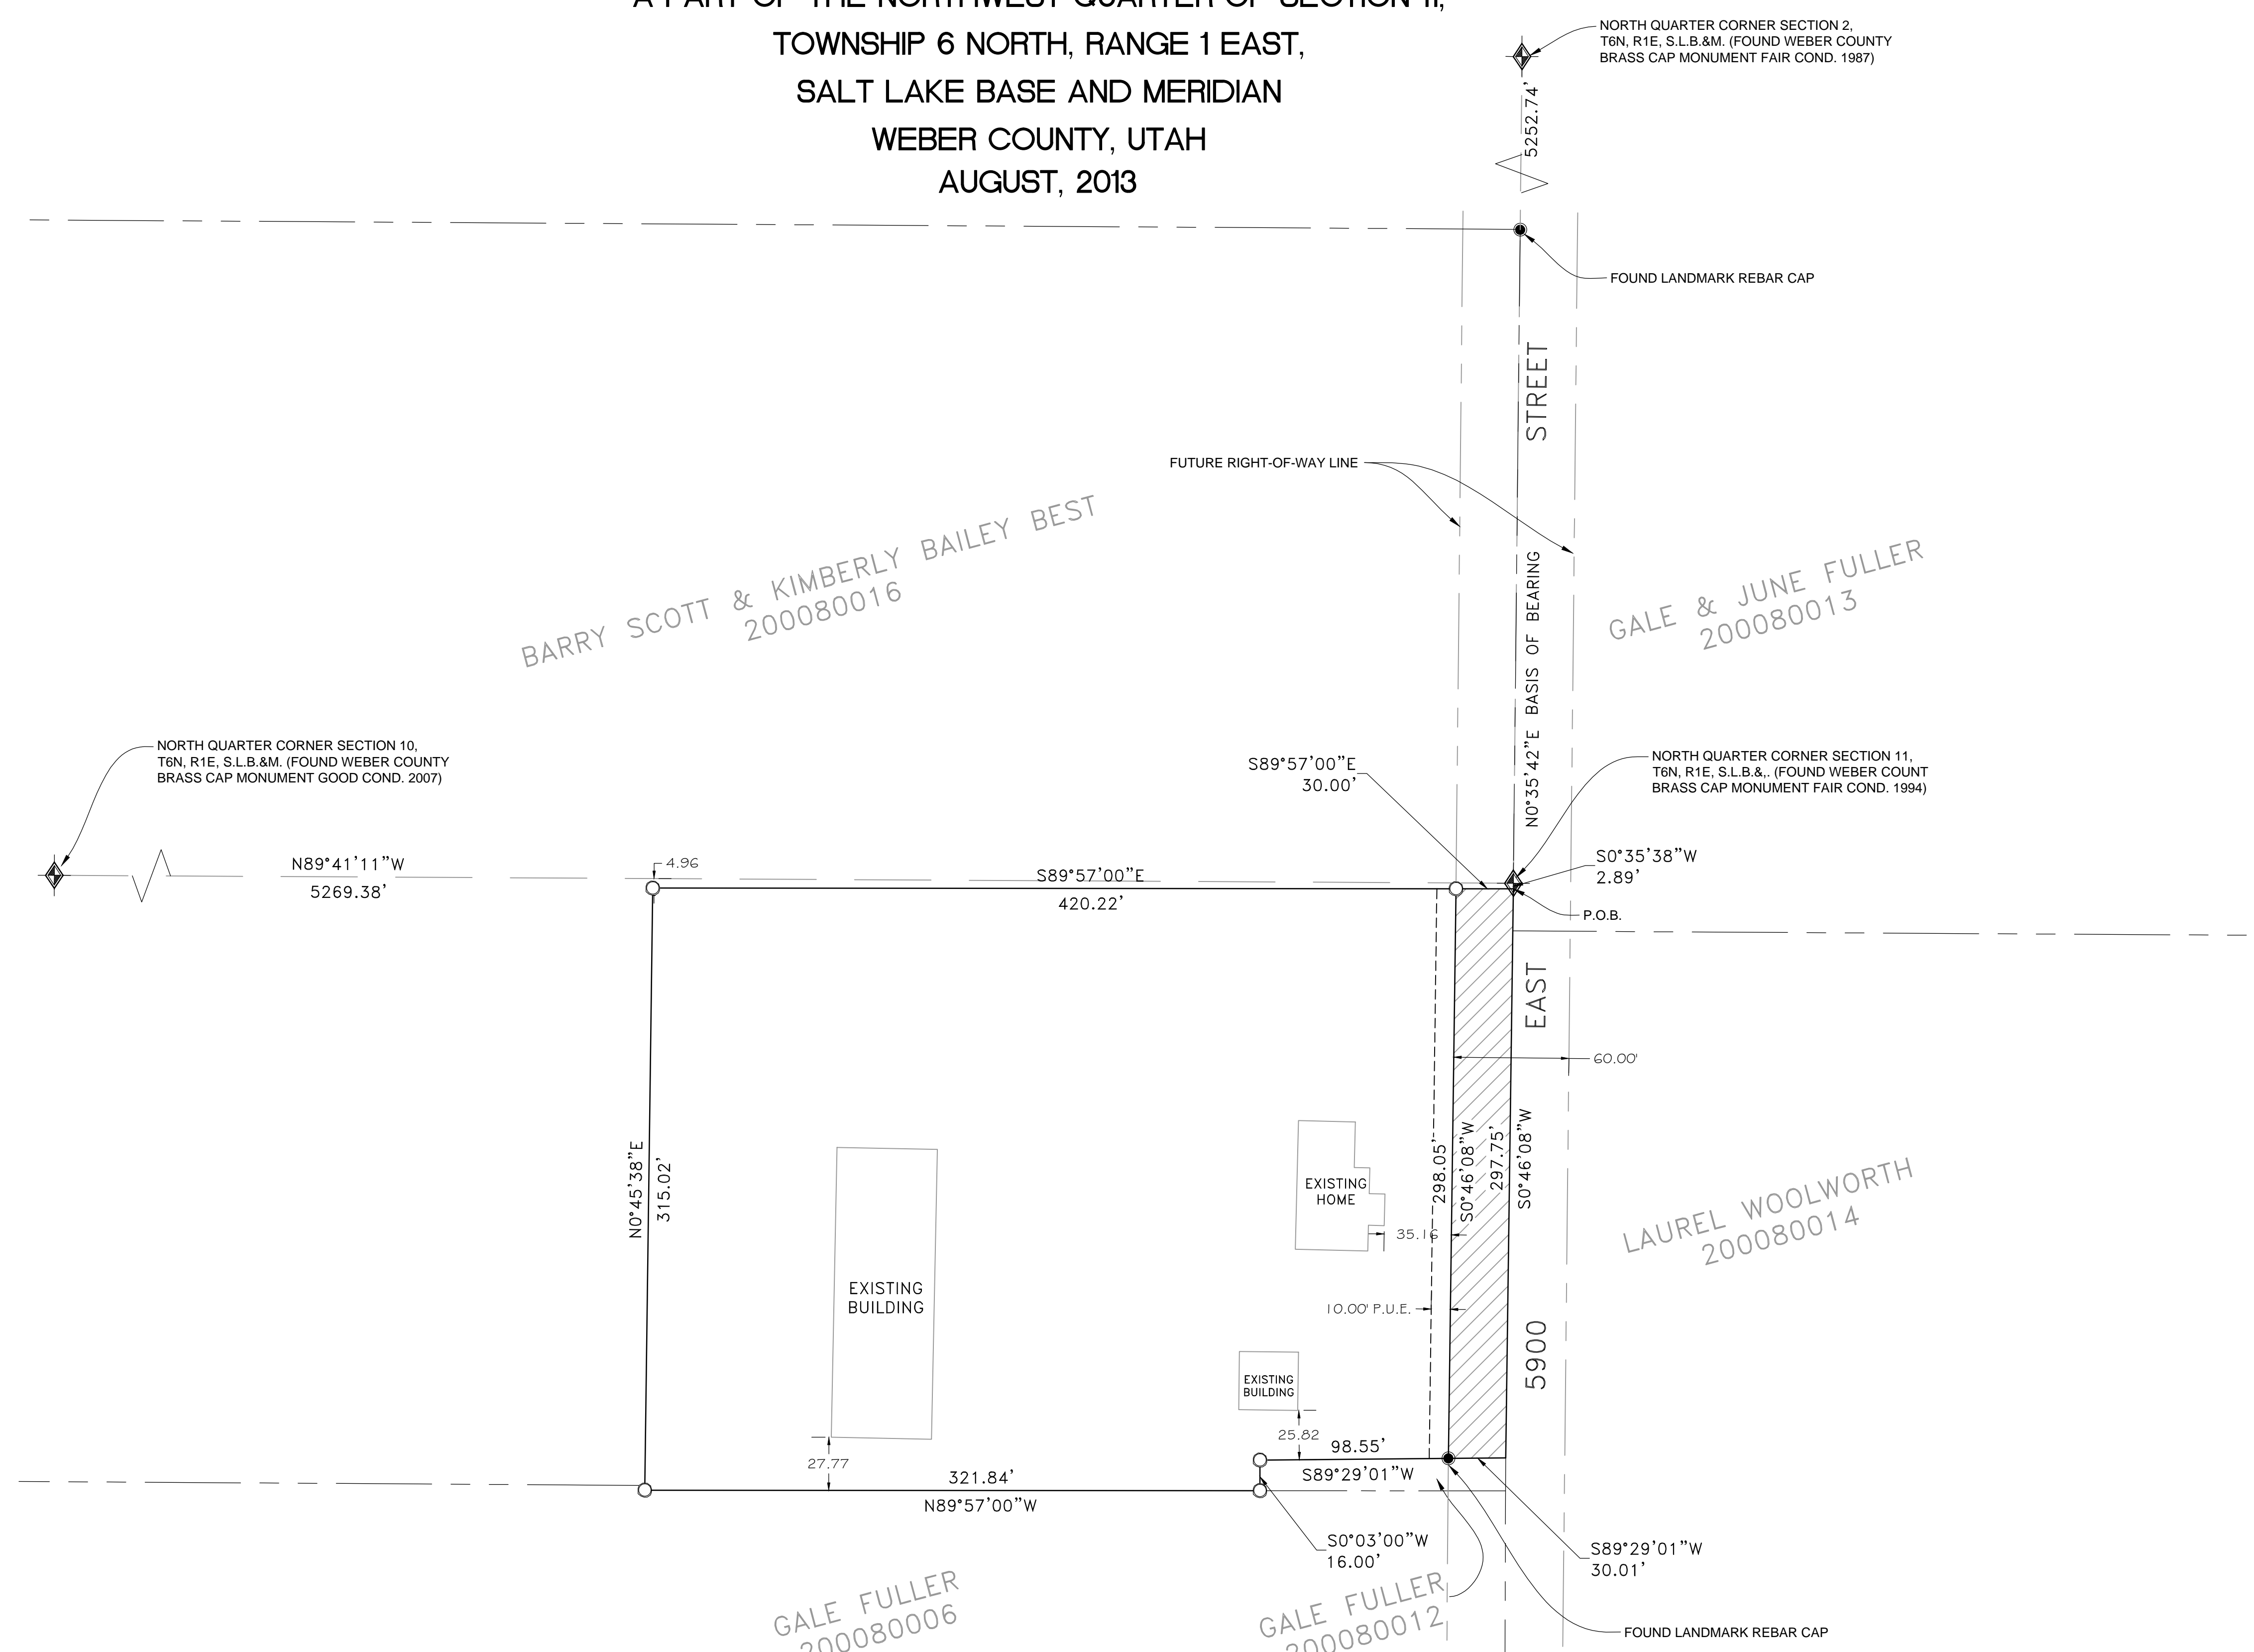 A PART OF THE NORTHWEST QUARTER OF SECTION 11,
TOWNSHIP 6 NORTH, RANGE 1 EAST,
SALT LAKE BASE AND MERIDIAN
WEBER COUNTY, UTAH
AUGUST, 2013
NORTH QUARTER CORNER SECTION 2,
T6N, R1E, S.L.B.&M. (FOUND WEBER COUNTY
BRASS CAP MONUMENT FAIR COND. 1987)
5252.74'
FOUND LANDMARK REBAR CAP
STREET
FUTURE RIGHT-OF-WAY LINE
BARRY SCOTT & KIMBERLY BAILEY BEST
200080016
GALE & JUNE FULLER
200080013
N0°35'42"E BASIS OF BEARING
NORTH QUARTER CORNER SECTION 10,
T6N, R1E, S.L.B.&M. (FOUND WEBER COUNTY
BRASS CAP MONUMENT GOOD COND. 2007)
S89°57'00"E
30.00'
NORTH QUARTER CORNER SECTION 11,
T6N, R1E, S.L.B.&,. (FOUND WEBER COUNT
BRASS CAP MONUMENT FAIR COND. 1994)
N89°41'11"W
5269.38'
4.96
S89°57'00"E
420.22'
S0°35'38"W
2.89'
P.O.B.
EAST
60.00'
N0°45'38"E
315.02'
EXISTING
HOME
298.05'
S0°46'08"W
297.75'
S0°46'08"W
35.16
LAUREL WOOLWORTH
200080014
EXISTING
BUILDING
10.00' P.U.E.
5900
EXISTING
BUILDING
25.82
27.77
98.55'
S89°29'01"W
321.84'
N89°57'00"W
S0°03'00"W
16.00'
S89°29'01"W
30.01'
GALE FULLER
200080006
GALE FULLER
200080012
FOUND LANDMARK REBAR CAP